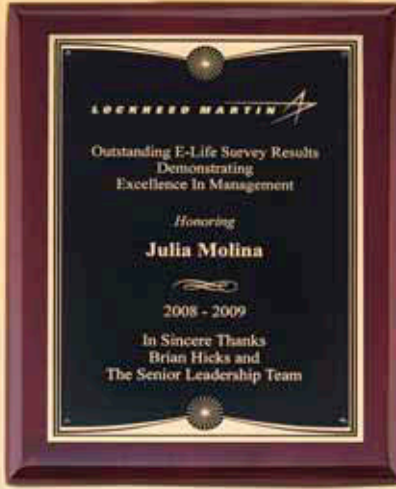 LOCKHEED MARTIN
Outstanding E-Life Survey Results
Demonstrating
Excellence In Management
Honoring
Julia Molina
2008 - 2009
In Sincere Thanks
Brian Hicks and
The Senior Leadership Team